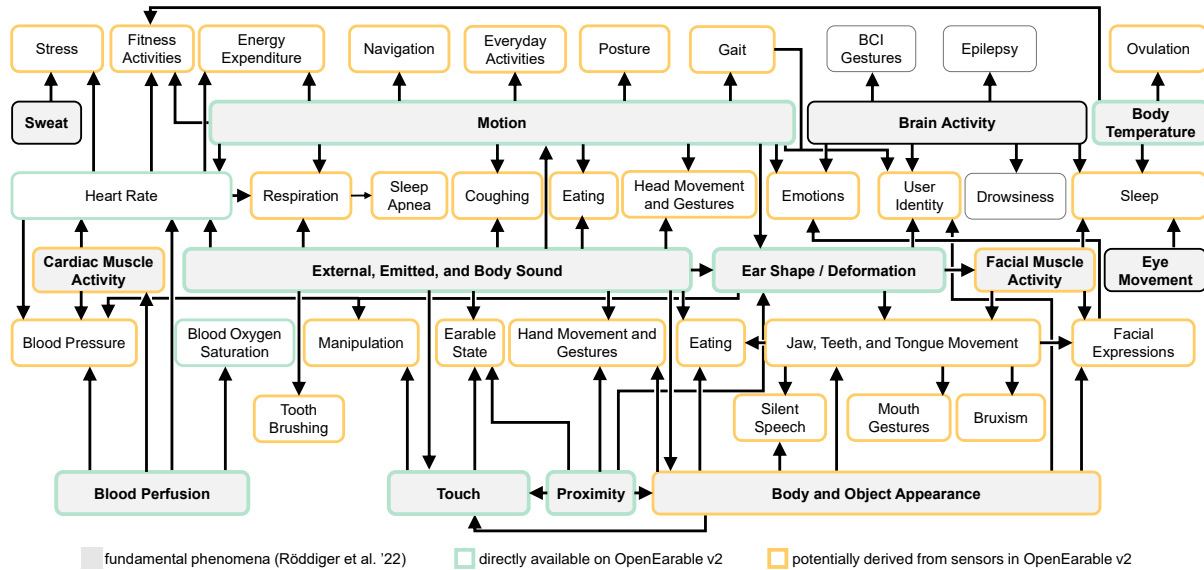 Stress
Fitness
Activities
Energy
Expenditure
Navigation
Everyday
Activities
Posture
Gait
BCI
Gestures
Epilepsy
Ovulation
Sweat
Motion
Brain Activity
Body
Temperature
Heart Rate
Respiration
Sleep
Apnea
Coughing
Eating
Head Movement
and Gestures
Emotions
User
Identity
Drowsiness
Sleep
Cardiac Muscle
Activity
External, Emitted, and Body Sound
Ear Shape / Deformation
Facial Muscle
Activity
Eye
Movement
Blood Pressure
Blood Oxygen
Saturation
Manipulation
Earable
State
Hand Movement and
Gestures
Eating
Jaw, Teeth, and Tongue Movement
Facial
Expressions
Tooth
Brushing
Silent
Speech
Mouth
Gestures
Bruxism
Blood Perfusion
Touch
Proximity
Body and Object Appearance
fundamental phenomena (Röddiger et al. '22)
directly available on OpenEarable v2
potentially derived from sensors in OpenEarable v2